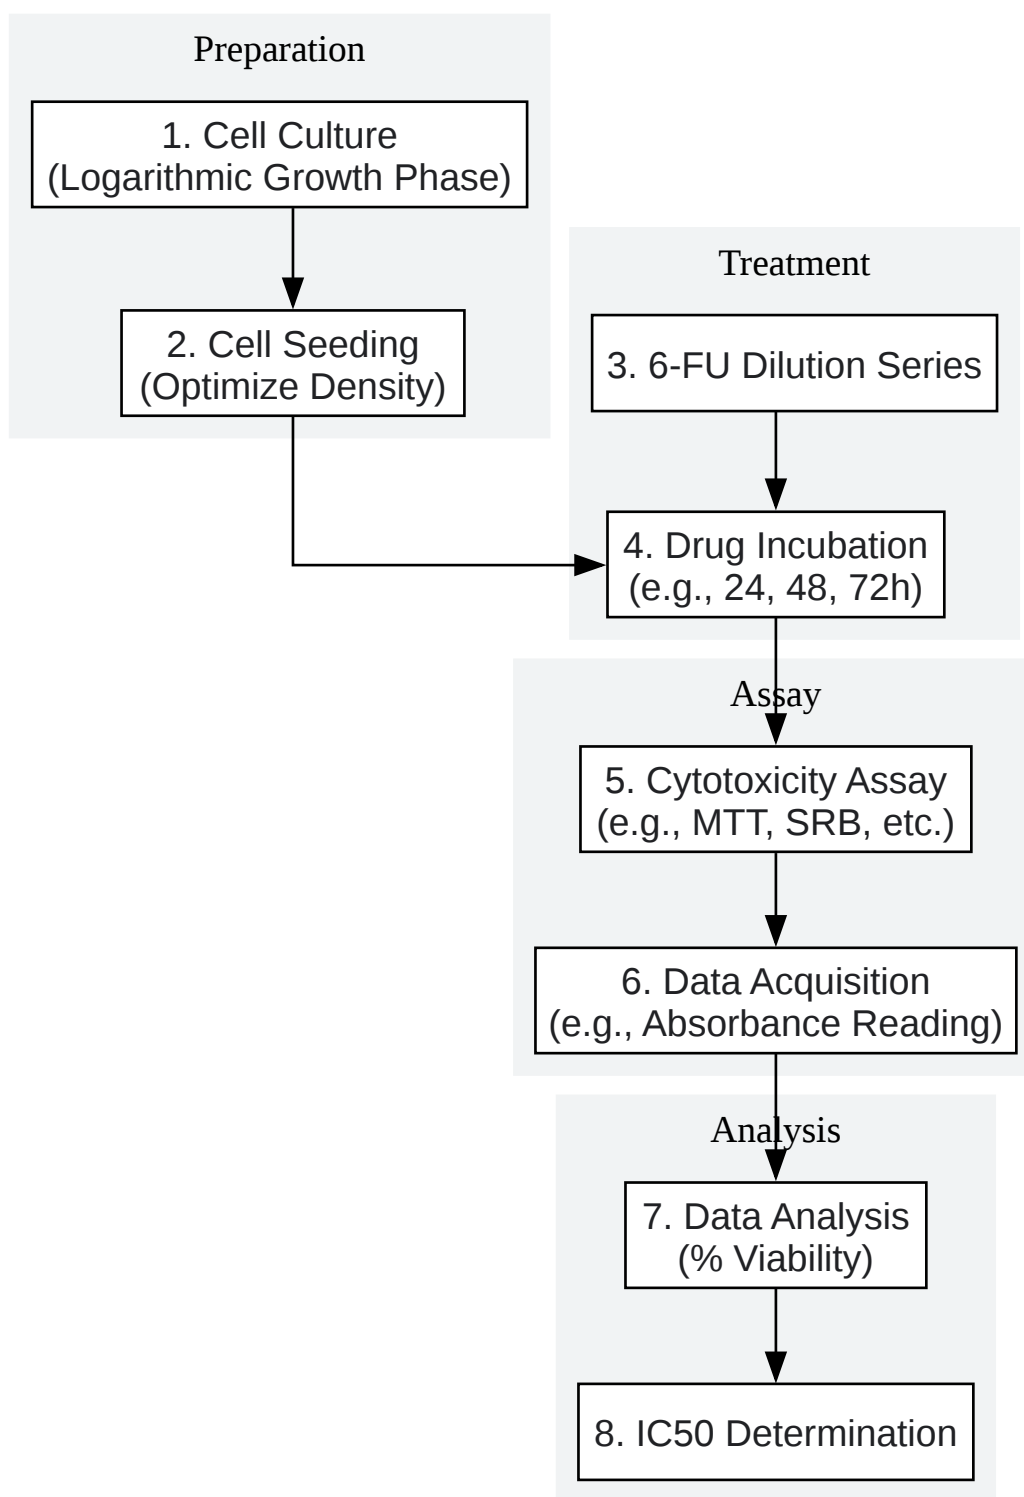 Preparation
1. Cell Culture
(Logarithmic Growth Phase)
2. Cell Seeding
(Optimize Density)
Treatment
3. 6-FU Dilution Series
4. Drug Incubation
(e.g., 24, 48, 72h)
Assay
5. Cytotoxicity Assay
(e.g., MTT, SRB, etc.)
6. Data Acquisition
(e.g., Absorbance Reading)
Analysis
7. Data Analysis
(% Viability)
8. IC50 Determination